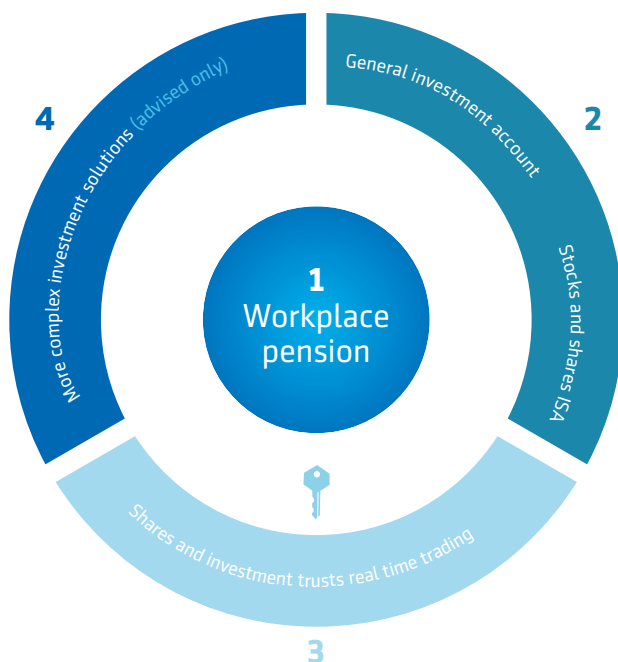 1
Workplace
pension
2
General investment account
Stocks and shares ISA
3
Shares and investment trusts real time trading
4
More complex investment solutions (advised only)